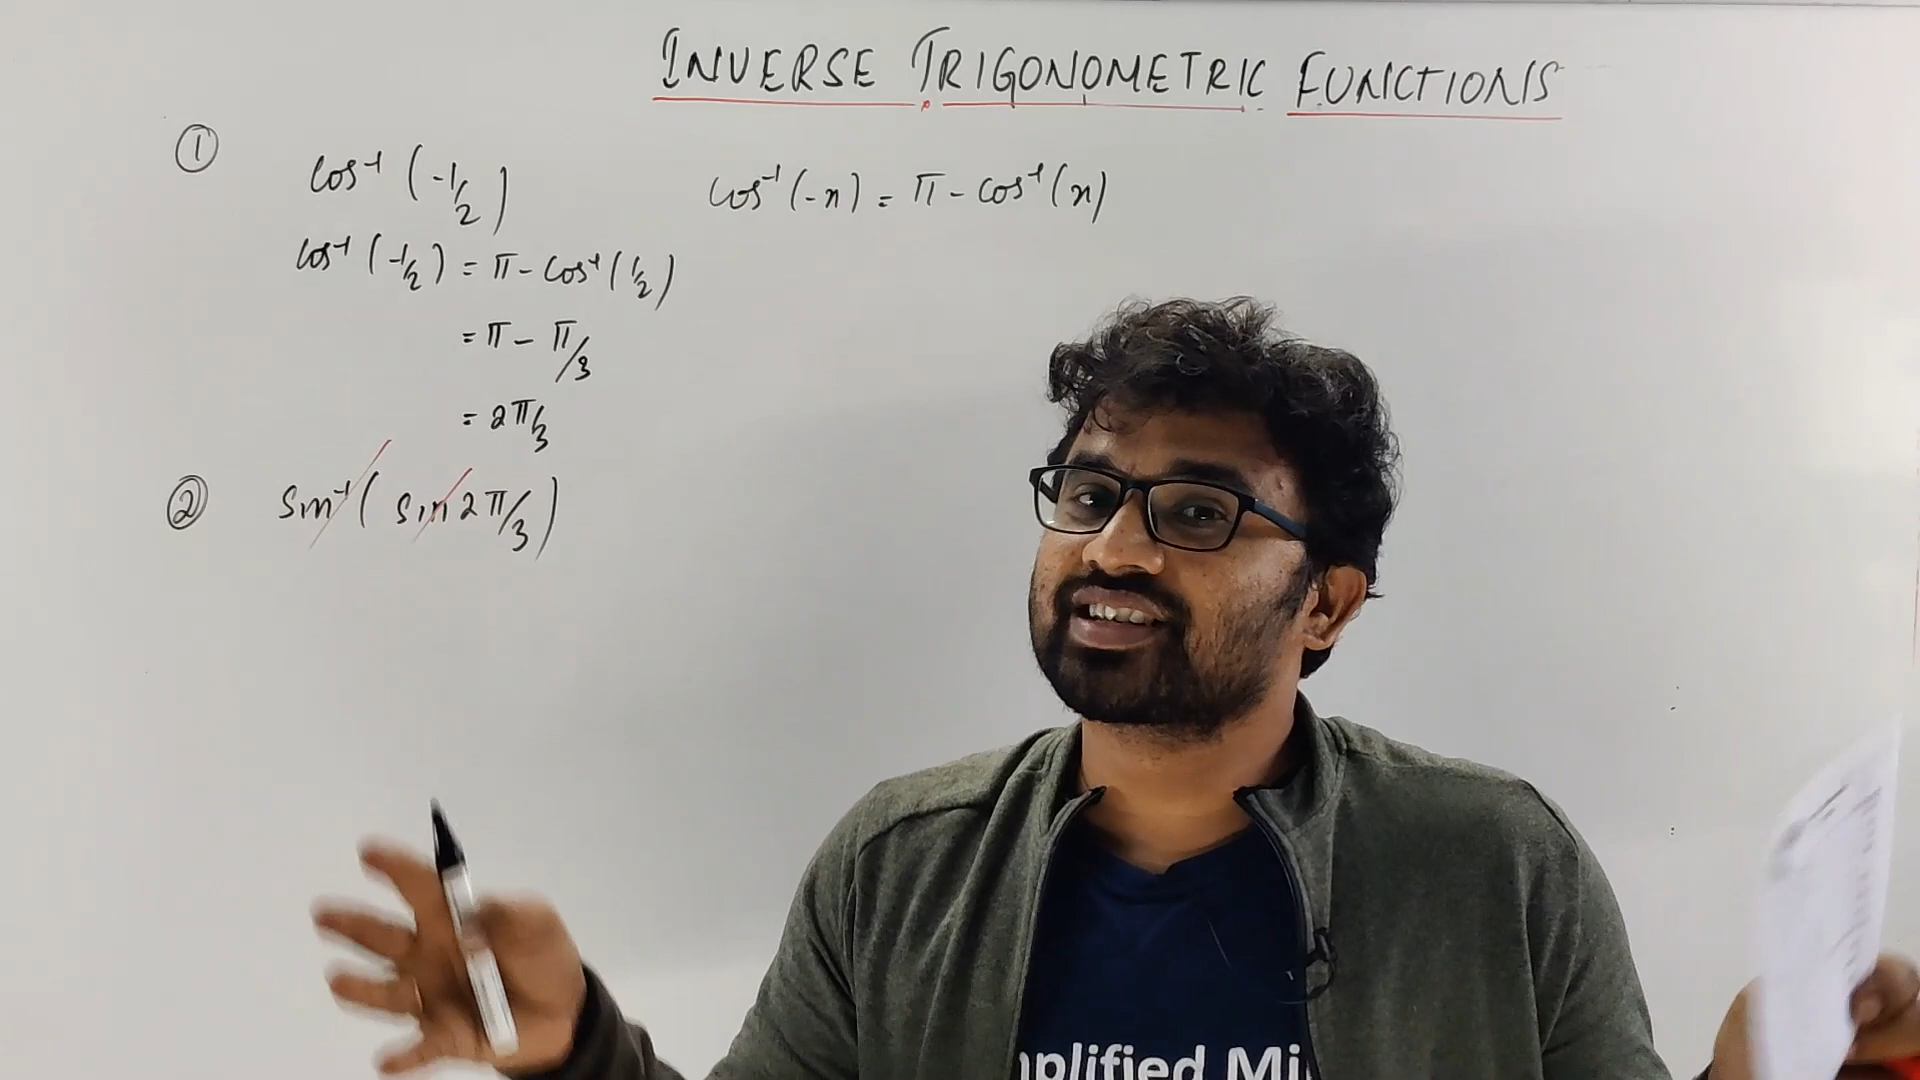 INVERSE TRIGONOMETRIC FUNCTIONS
① cos⁻¹ (-1/2) cos⁻¹(-x) = π - cos⁻¹(x)
cos⁻¹ (-1/2) = π - cos⁻¹ (1/2)
= π - π/3
= 2π/3
② sin⁻¹ ( sin 2π/3 )
plified Mi